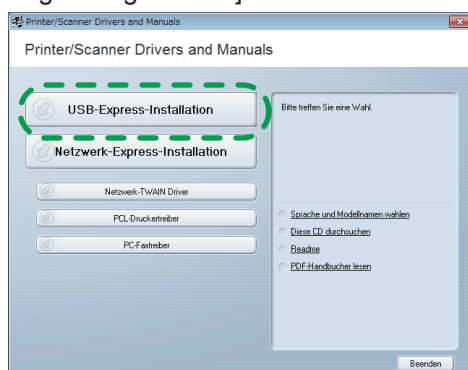 Printer/Scanner Drivers and Manuals
Printer/Scanner Drivers and Manuals
USB-Express-Installation
Netzwerk-Express-Installation
Netzwerk-TWAIN Driver
PCL-Druckertreiber
PC-Faxtreiber
Bitte treffen Sie eine Wahl.
Sprache und Modellnamen wählen
Diese CD durchsuchen
Readme
PDF-Handbucher lesen
Beenden